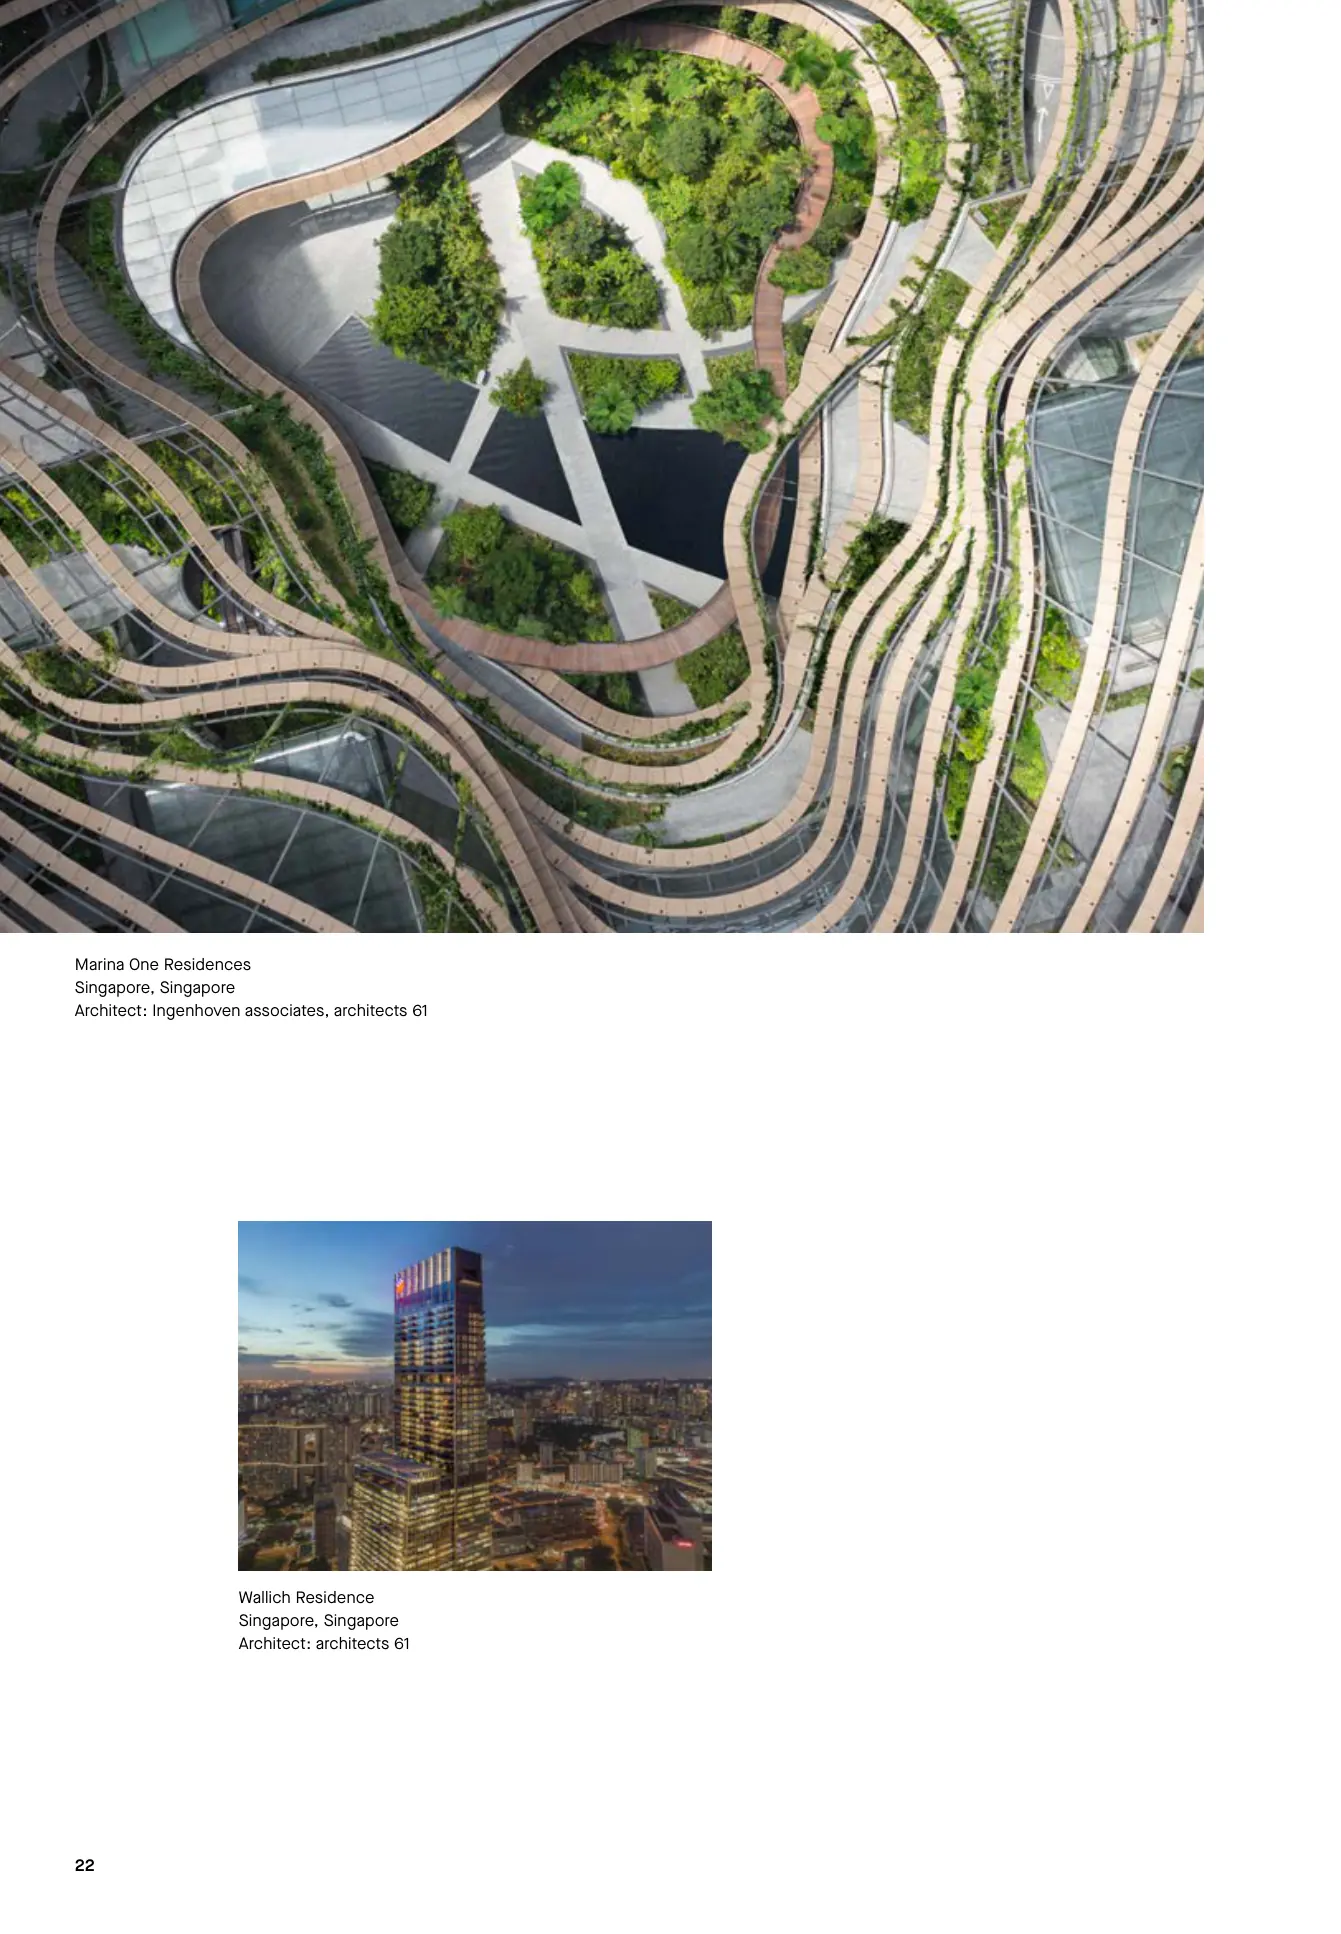 Marina One Residences
Singapore, Singapore
Architect: Ingenhoven associates, architects 61
Wallich Residence
Singapore, Singapore
Architect: architects 61
22